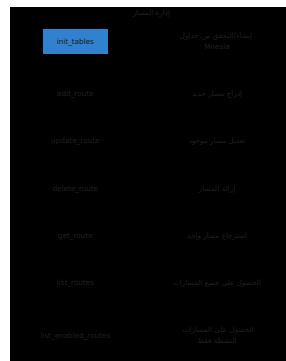 إدارة المسار
init_tables
إنشاء/التحقق من جداول
Mnesia
add_route
إدراج مسار جديد
update_route
تعديل مسار موجود
delete_route
إزالة المسار
get_route
استرجاع مسار واحد
list_routes
الحصول على جميع المسارات
list_enabled_routes
الحصول على المسارات
النشطة فقط